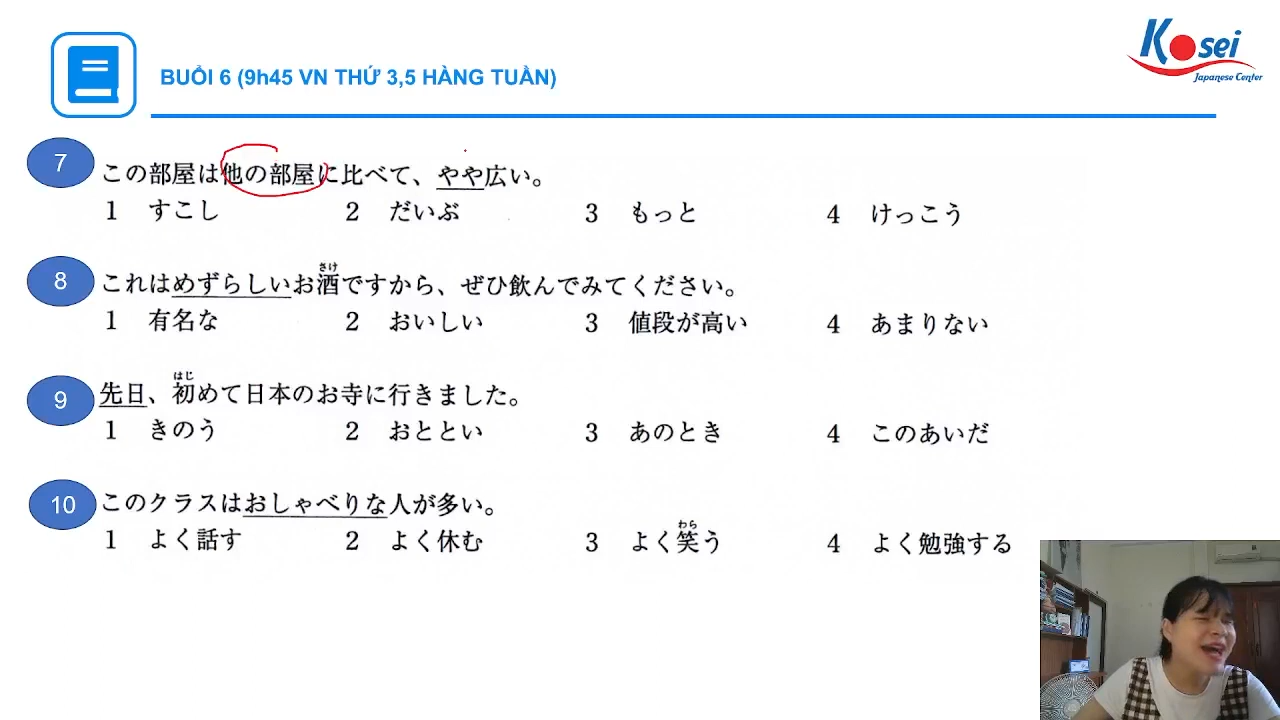 Kosei
Japanese Center
BUỔI 6 (9h45 VN THỨ 3,5 HÀNG TUẦN)
7 この部屋は他の部屋に比べて、やや広い。
1 すこし 2 だいぶ 3 もっと 4 けっこう
さけ
8 これはめずらしいお酒ですから、ぜひ飲んでみてください。
1 有名な 2 おいしい 3 値段が高い 4 あまりない
はじ
9 先日、初めて日本のお寺に行きました。
1 きのう 2 おととい 3 あのとき 4 このあいだ
10 このクラスはおしゃべりな人が多い。
わら
1 よく話す 2 よく休む 3 よく笑う 4 よく勉強する